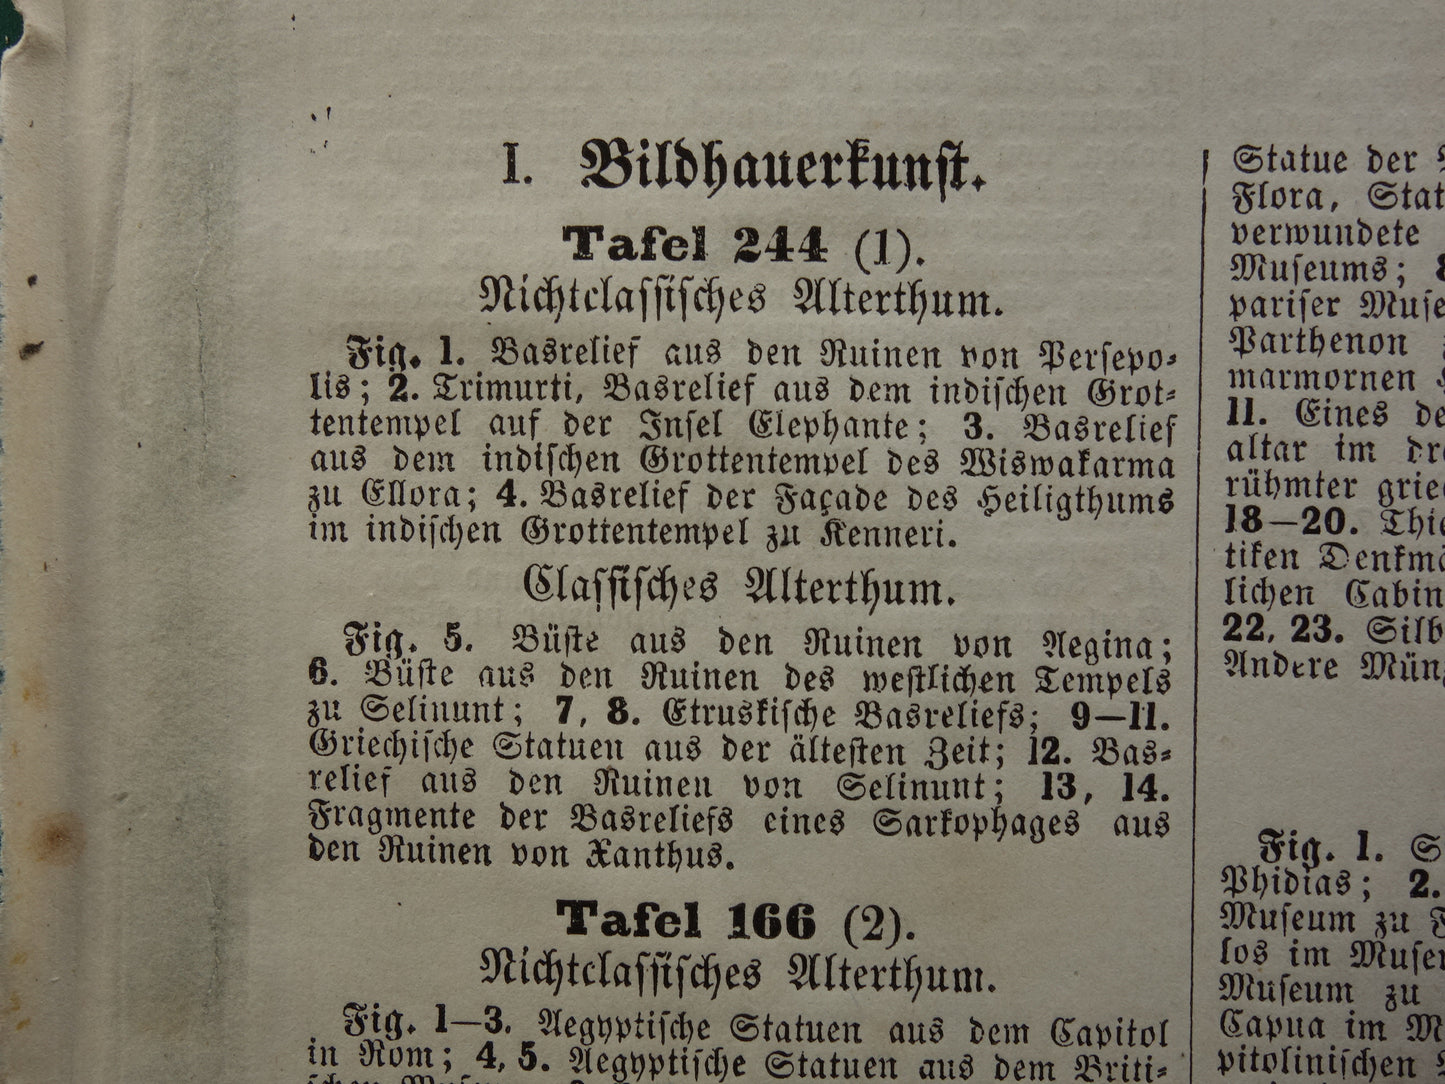 I. Bildhauerkunst.
Tafel 244 (1).
Nichtclassisches Alterthum.
Fig. 1. Basrelief aus den Ruinen von Persepo-
lis; 2. Trimurti, Basrelief aus dem indischen Grot-
tentempel auf der Insel Elephante; 3. Basrelief
aus dem indischen Grottentempel des Wiswakarma
zu Ellora; 4. Basrelief der Façade des Heiligthums
im indischen Grottentempel zu Kenneri.
Classisches Alterthum.
Fig. 5. Büste aus den Ruinen von Aegina;
6. Büste aus den Ruinen des westlichen Tempels
zu Selinunt; 7, 8. Etruskische Basreliefs; 9—11.
Griechische Statuen aus der ältesten Zeit; 12. Bas-
relief aus den Ruinen von Selinunt; 13, 14.
Fragmente der Basreliefs eines Sarkophages aus
den Ruinen von Xanthus.
Tafel 166 (2).
Nichtclassisches Alterthum.
Fig. 1—3. Aegyptische Statuen aus dem Capitol
in Rom; 4, 5. Aegyptische Statuen aus dem Briti-
Statue der
Flora,
verwundete
Museums;
pariser
Parthenon
marmornen
11. Eines
altar im
rühmter
18—20.
tiken
lichen
22, 23.
Andere
Fig. 1.
Phidias; 2.
Museum zu
los im
Museum zu
Capua im
pitolinischen